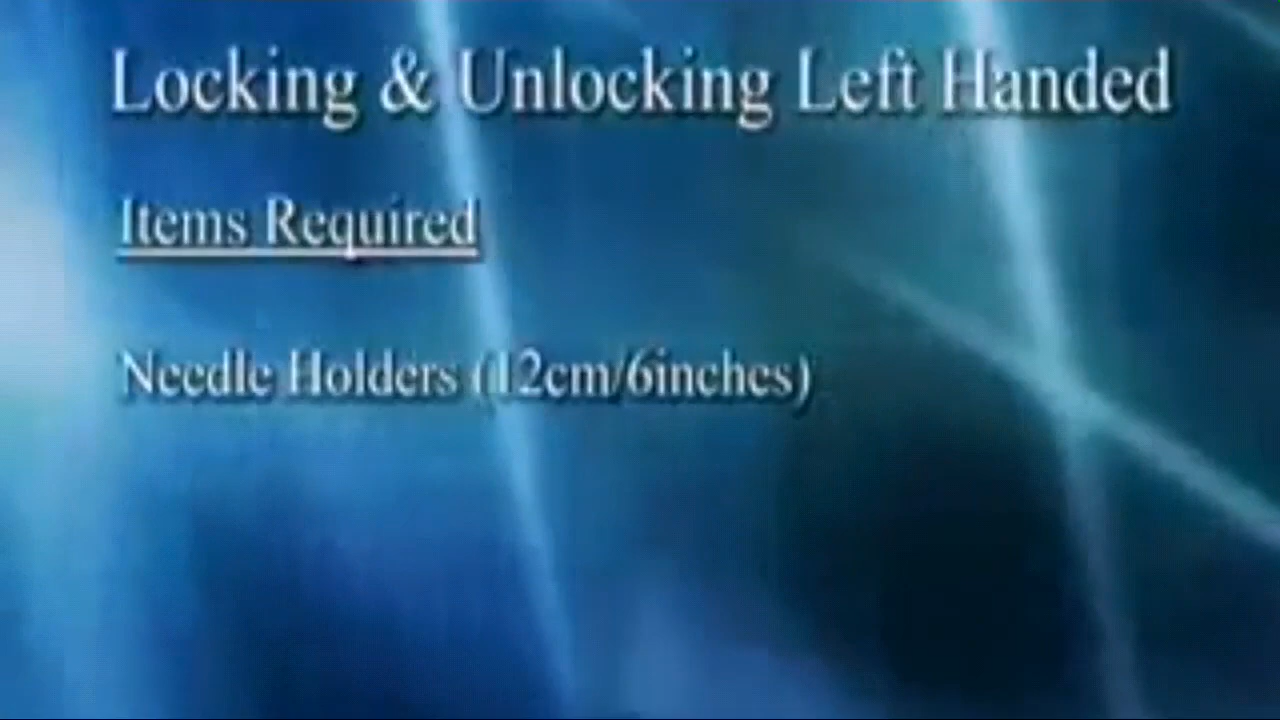 Locking & Unlocking Left Handed
Items Required
Needle Holders (12cm/6inches)